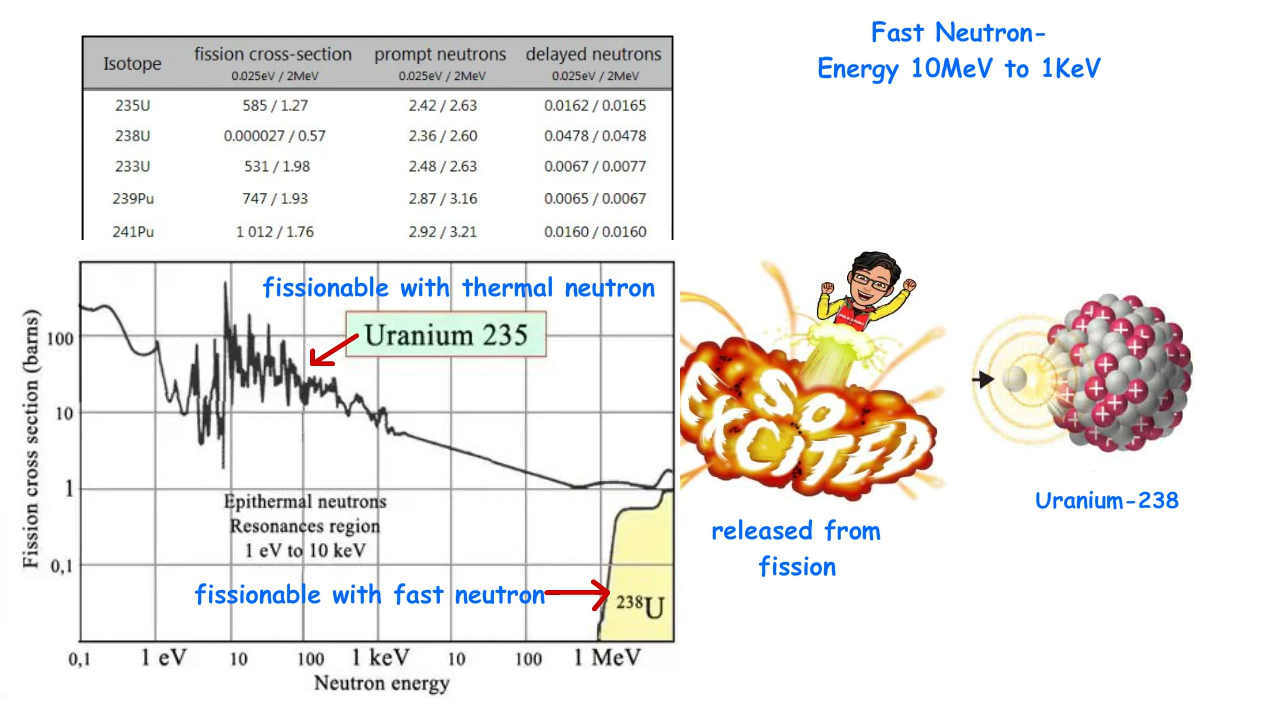 Fast Neutron-
Energy 10MeV to 1KeV
Isotope fission cross-section prompt neutrons delayed neutrons
0.025eV / 2MeV 0.025eV / 2MeV 0.025eV / 2MeV
235U 585 / 1.27 2.42 / 2.63 0.0162 / 0.0165
238U 0.000027 / 0.57 2.36 / 2.60 0.0478 / 0.0478
233U 531 / 1.98 2.48 / 2.63 0.0067 / 0.0077
239Pu 747 / 1.93 2.87 / 3.16 0.0065 / 0.0067
241Pu 1 012 / 1.76 2.92 / 3.21 0.0160 / 0.0160
fissionable with thermal neutron
Uranium 235
Fission cross section (barns)
100
10
1
0,1
Epithermal neutrons
Resonances region
1 eV to 10 keV
fissionable with fast neutron
238U
0,1 1 eV 10 100 1 keV 10 100 1 MeV
Neutron energy
SO
EXCITED
released from
fission
Uranium-238